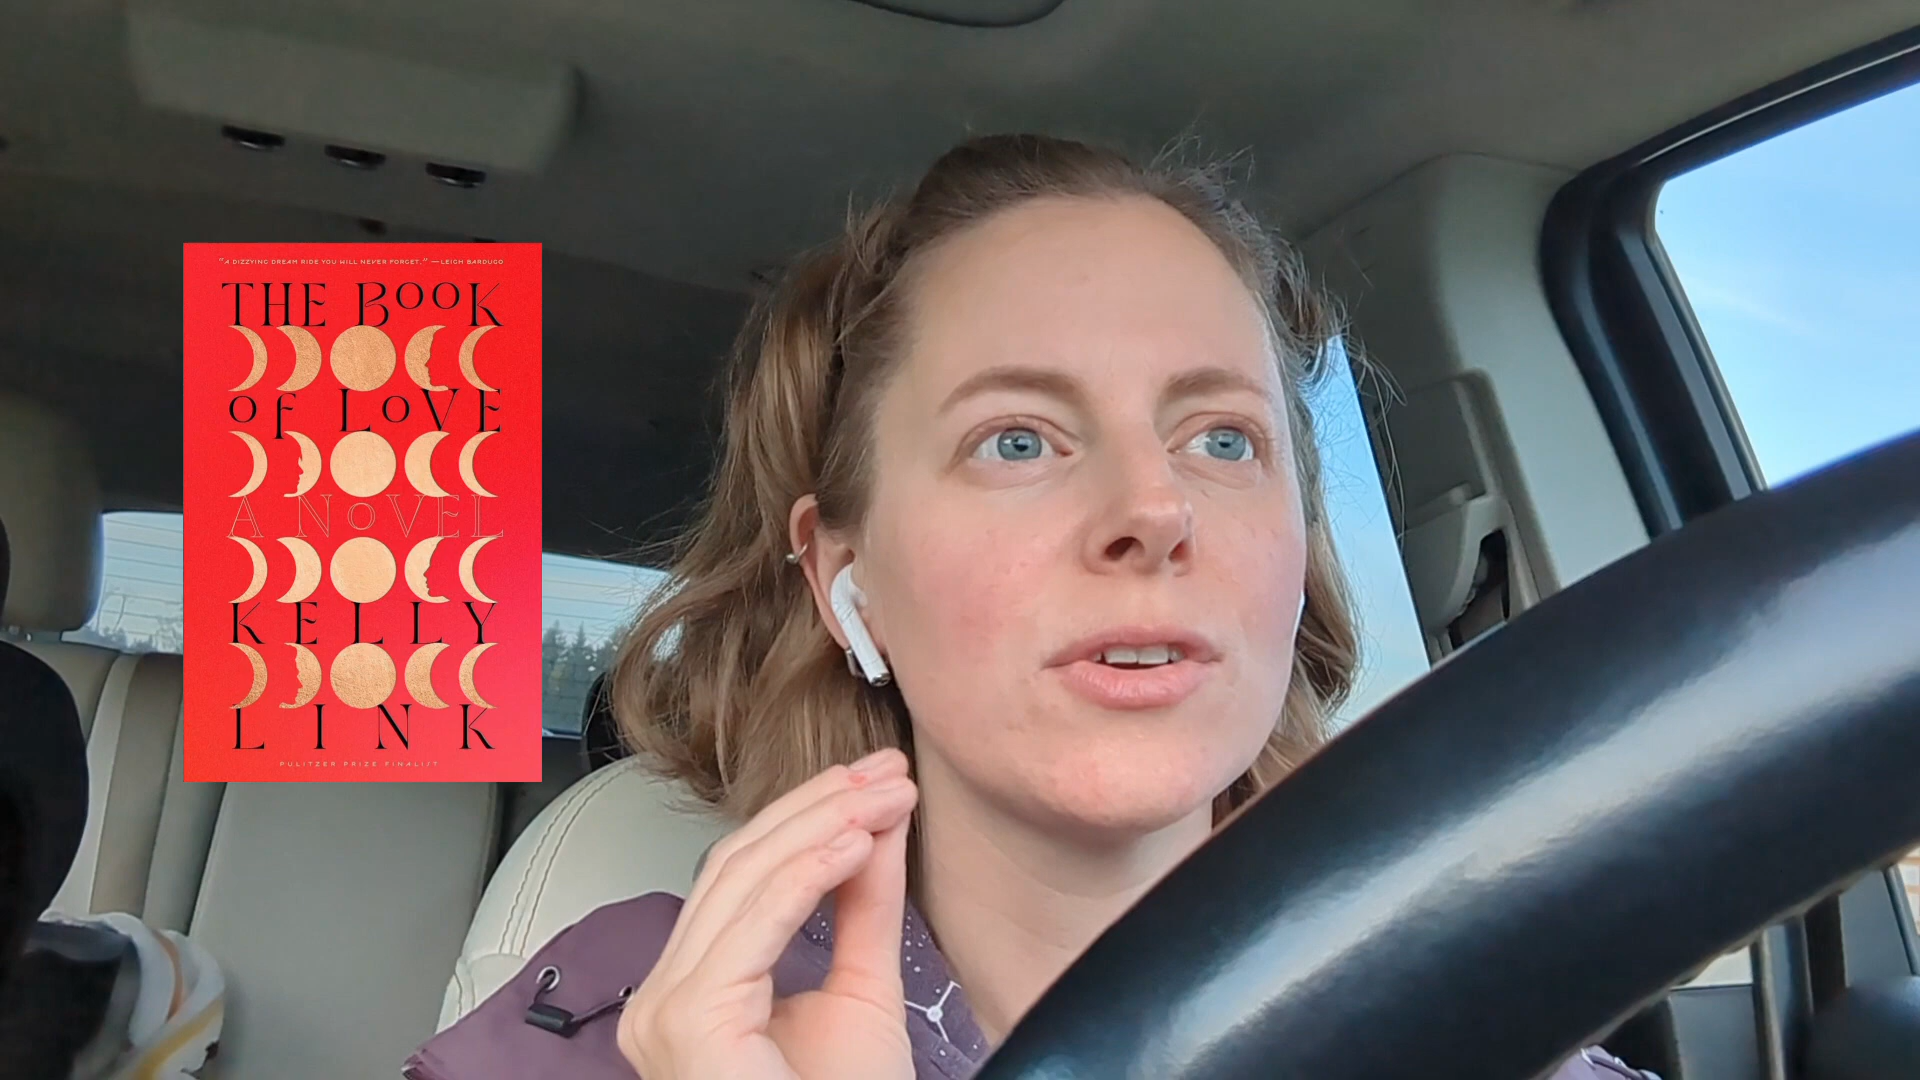 "A DIZZYING DREAM RIDE YOU WILL NEVER FORGET." —LEIGH BARDUGO
THE BOOK
OF LOVE
A NOVEL
KELLY
LINK
PULITZER PRIZE FINALIST